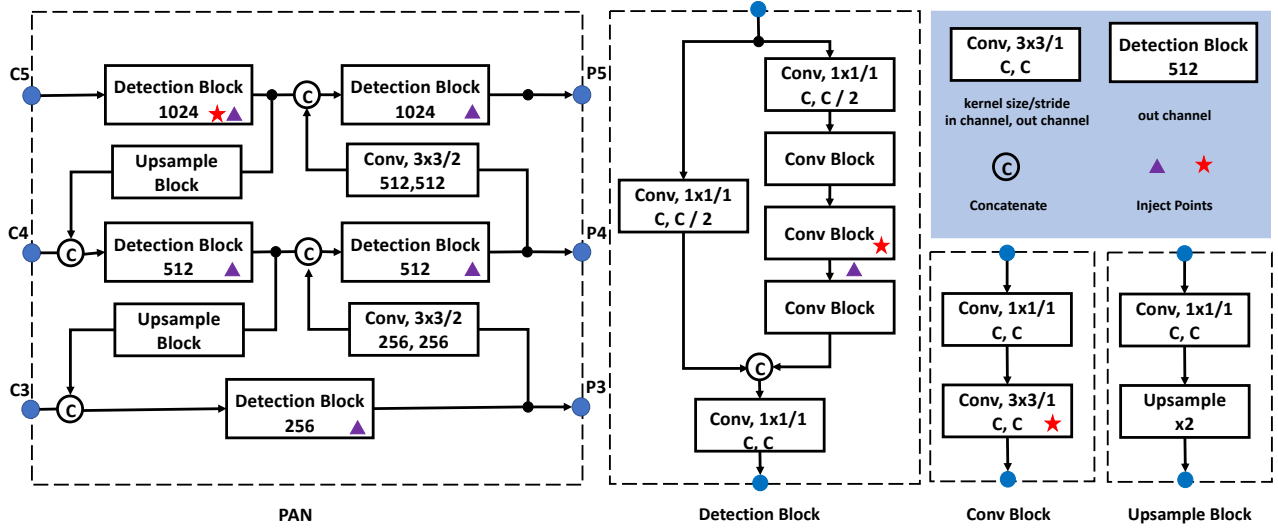 C5
Detection Block
1024
C
Detection Block
1024
P5
Upsample
Block
Conv, 3x3/2
512,512
C4
C
Detection Block
512
C
Detection Block
512
P4
Upsample
Block
Conv, 3x3/2
256, 256
C3
C
Detection Block
256
P3
PAN
Conv, 1x1/1
C, C / 2
Conv Block
Conv, 1x1/1
C, C / 2
Conv Block
Conv Block
C
Conv, 1x1/1
C, C
Detection Block
Conv, 3x3/1
C, C
kernel size/stride
in channel, out channel
Detection Block
512
out channel
C
Concatenate
Inject Points
Conv, 1x1/1
C, C
Conv, 3x3/1
C, C
Conv Block
Conv, 1x1/1
C, C
Upsample
x2
Upsample Block